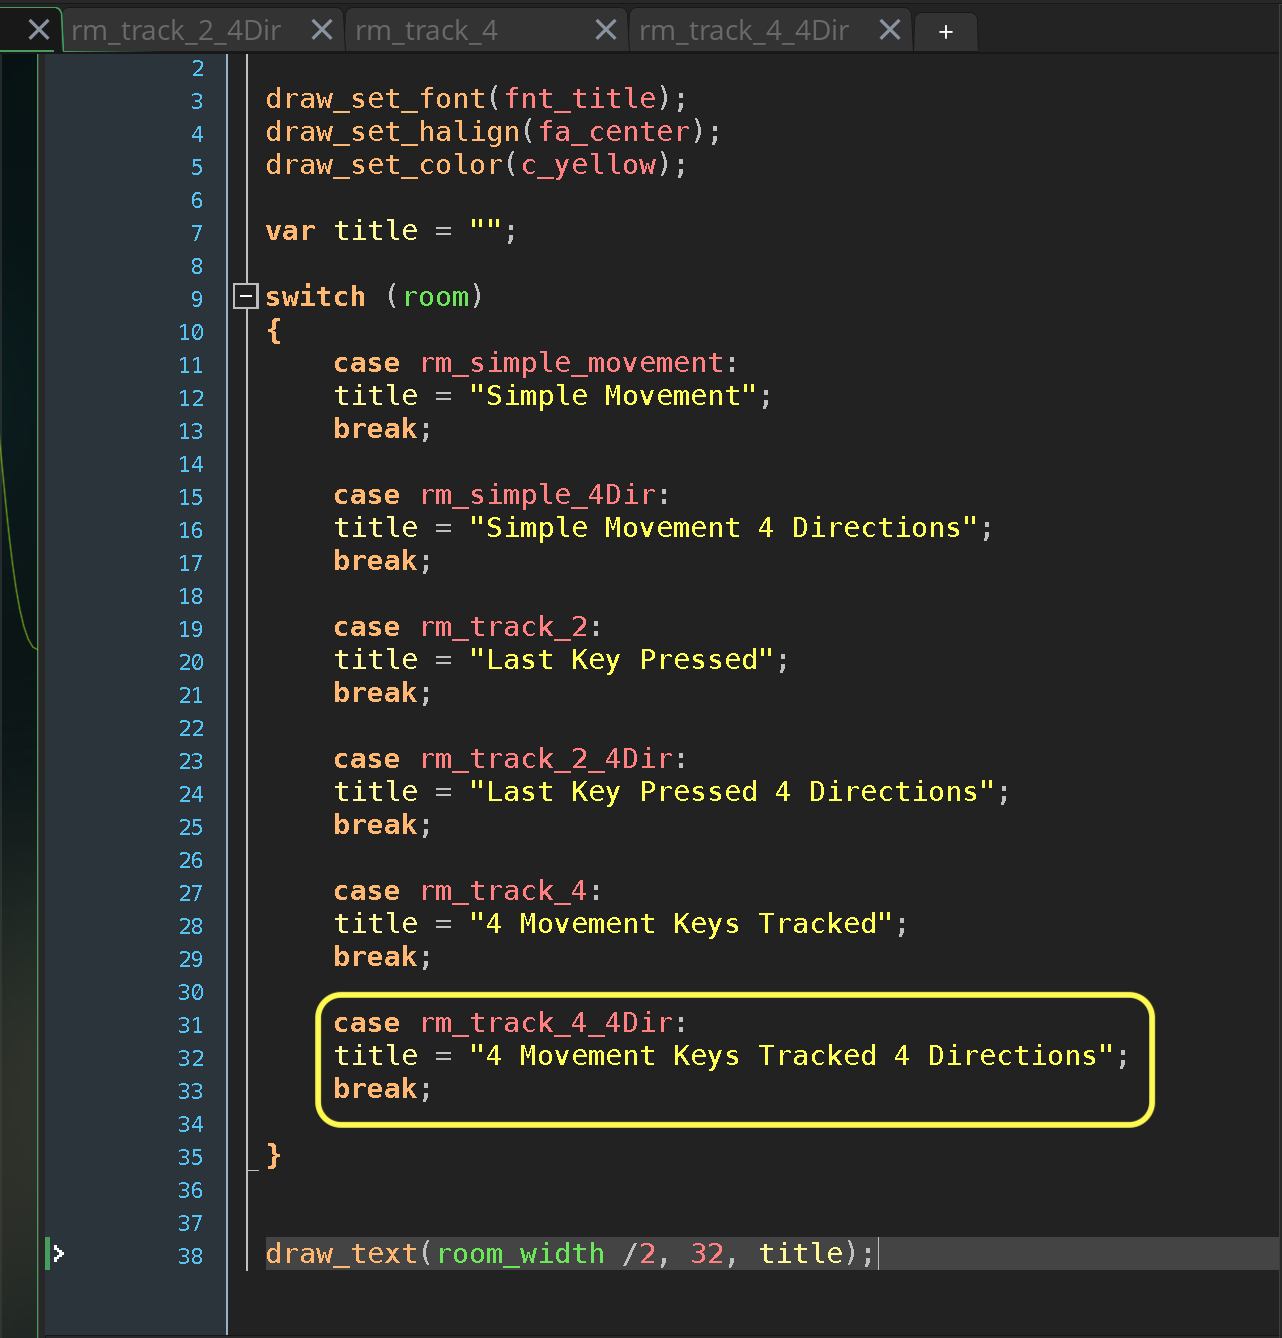 rm_track_2_4Dir rm_track_4 rm_track_4_4Dir +
2
3 draw_set_font(fnt_title);
4 draw_set_halign(fa_center);
5 draw_set_color(c_yellow);
6
7 var title = "";
8
9 switch (room)
10 {
11 case rm_simple_movement:
12 title = "Simple Movement";
13 break;
14
15 case rm_simple_4Dir:
16 title = "Simple Movement 4 Directions";
17 break;
18
19 case rm_track_2:
20 title = "Last Key Pressed";
21 break;
22
23 case rm_track_2_4Dir:
24 title = "Last Key Pressed 4 Directions";
25 break;
26
27 case rm_track_4:
28 title = "4 Movement Keys Tracked";
29 break;
30
31 case rm_track_4_4Dir:
32 title = "4 Movement Keys Tracked 4 Directions";
33 break;
34
35 }
36
37
38 draw_text(room_width /2, 32, title);